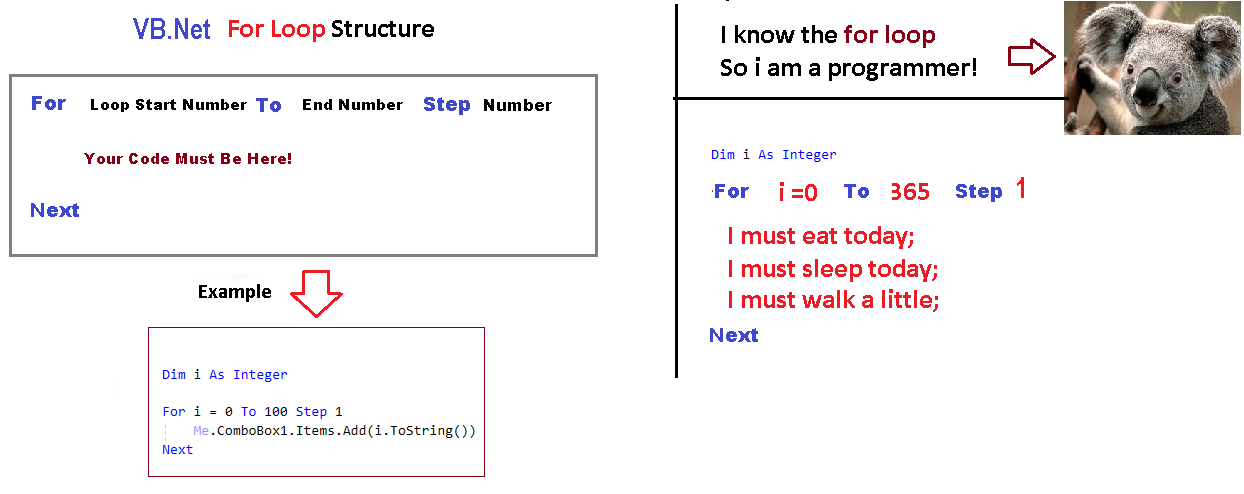 VB.Net For Loop Structure
For Loop Start Number To End Number Step Number
Your Code Must Be Here!
Next
Example
Dim i As Integer
For i = 0 To 100 Step 1
Me.ComboBox1.Items.Add(i.ToString())
Next
I know the for loop
So i am a programmer!
Dim i As Integer
For i =0 To 365 Step 1
I must eat today;
I must sleep today;
I must walk a little;
Next